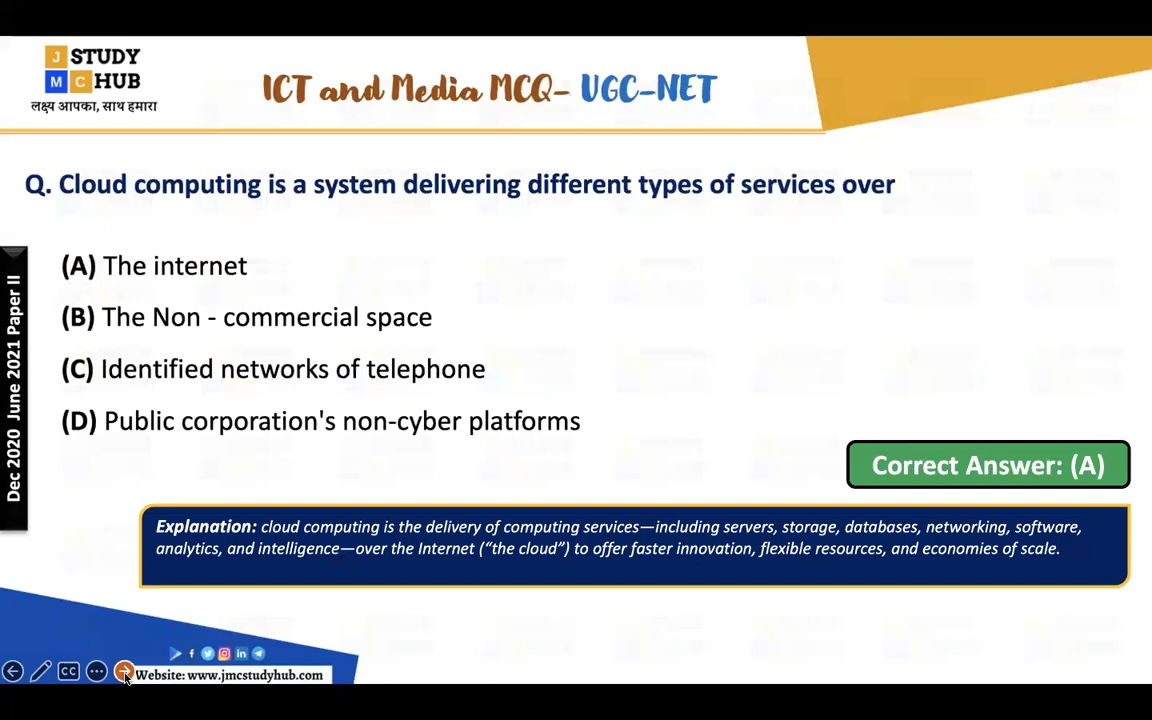 J STUDY
M C HUB
लक्ष्य आपका, साथ हमारा
ICT and Media MCQ- UGC-NET
Q. Cloud computing is a system delivering different types of services over
(A) The internet
(B) The Non - commercial space
(C) Identified networks of telephone
(D) Public corporation's non-cyber platforms
Dec 2020 June 2021 Paper II
Correct Answer: (A)
Explanation: cloud computing is the delivery of computing services—including servers, storage, databases, networking, software,
analytics, and intelligence—over the Internet (“the cloud”) to offer faster innovation, flexible resources, and economies of scale.
CC
Website: www.jmcstudyhub.com